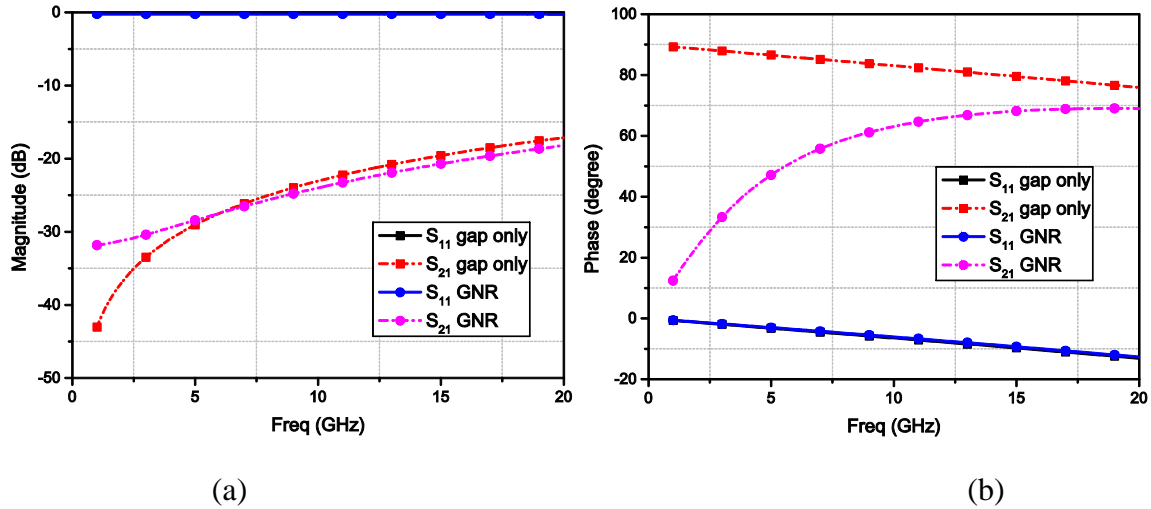 0
-10
-20
-30
-40
-50
Magnitude (dB)
0 5 10 15 20
Freq (GHz)
S11 gap only
S21 gap only
S11 GNR
S21 GNR
(a)
100
80
60
40
20
0
-20
Phase (degree)
0 5 10 15 20
Freq (GHz)
S11 gap only
S21 gap only
S11 GNR
S21 GNR
(b)